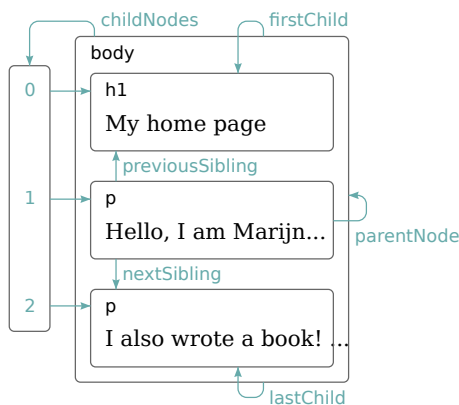 childNodes
firstChild
body
0
h1
My home page
previousSibling
1
p
Hello, I am Marijn...
parentNode
nextSibling
2
p
I also wrote a book! ...
lastChild